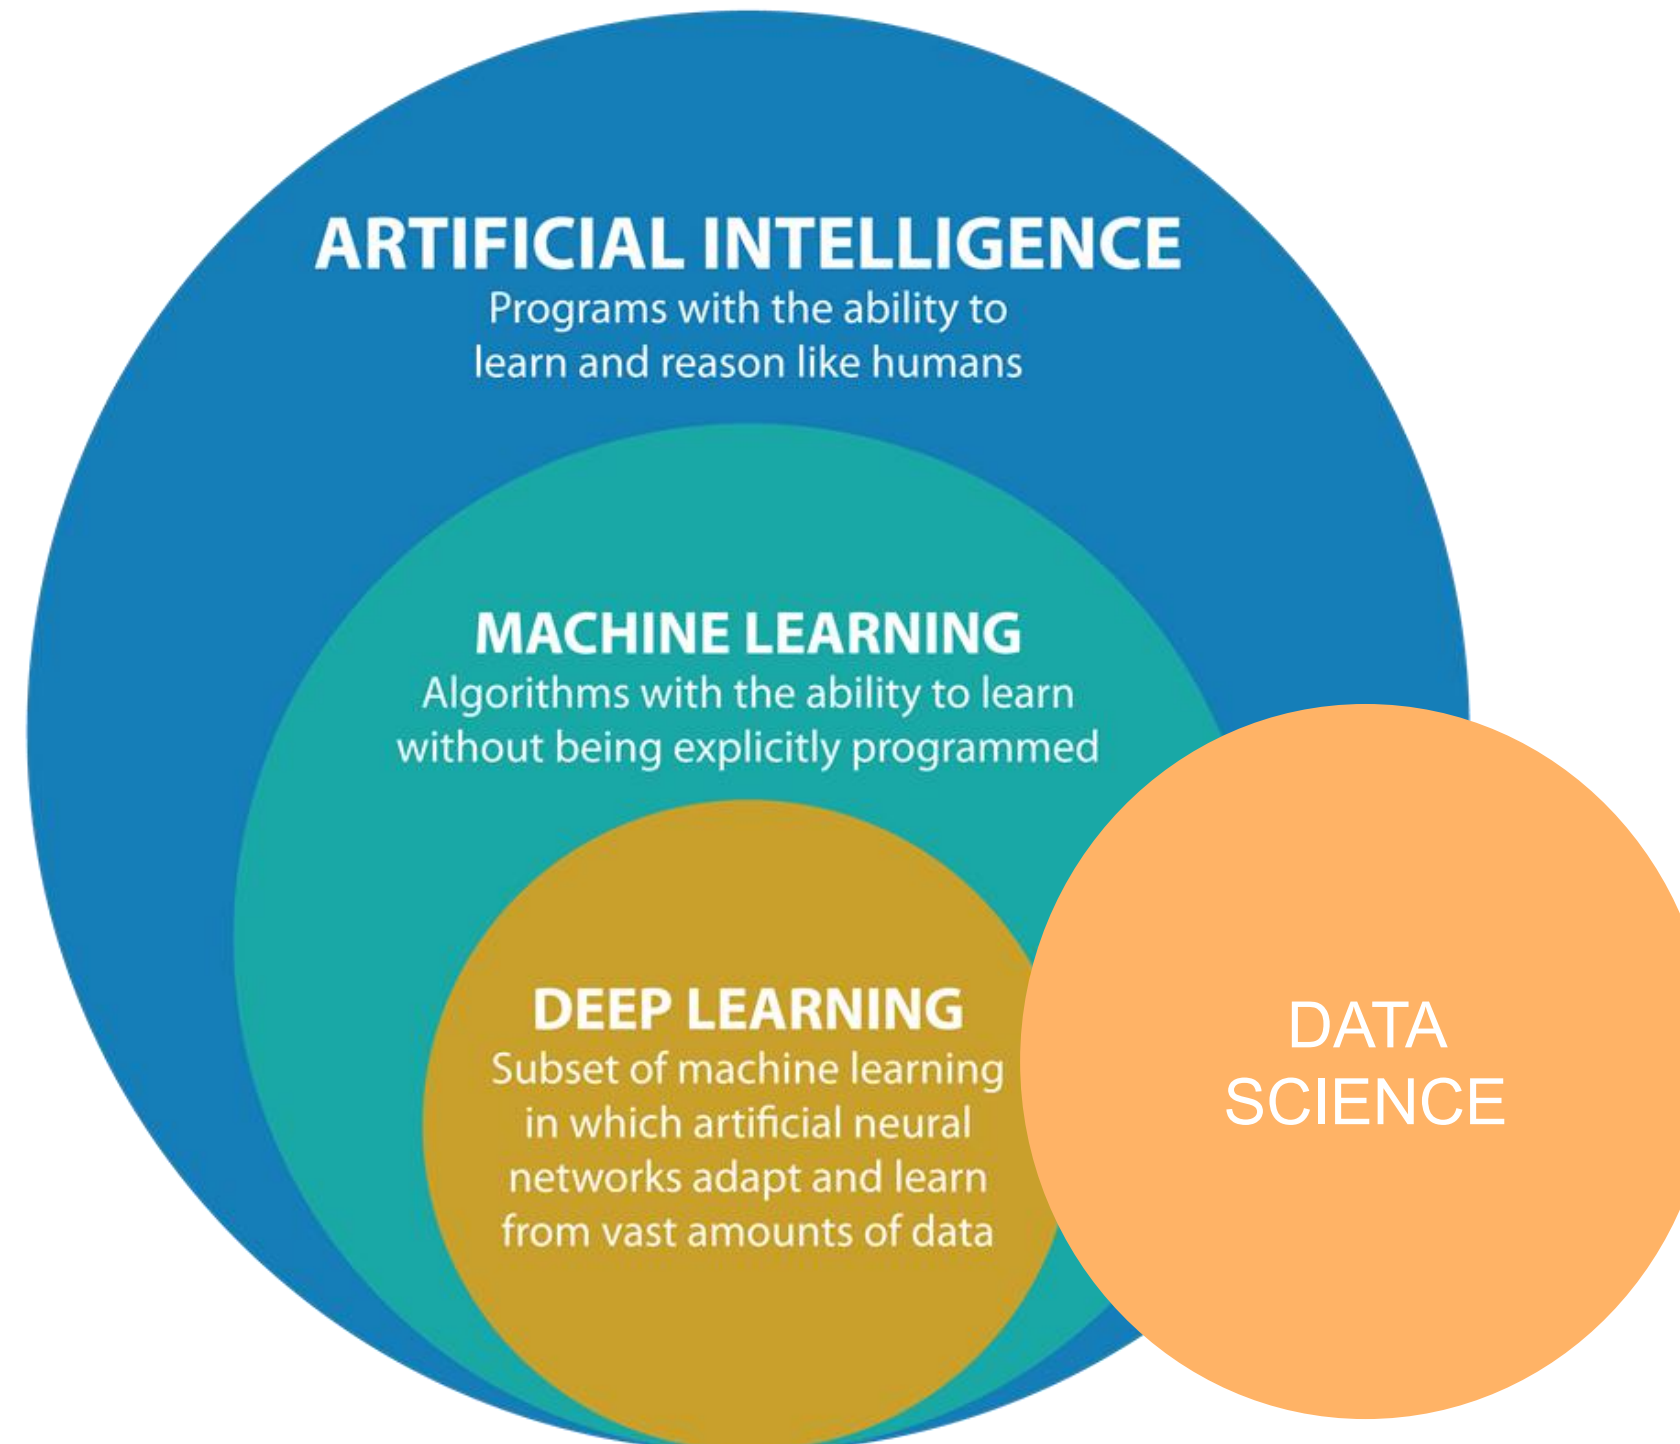 ARTIFICIAL INTELLIGENCE
Programs with the ability to
learn and reason like humans
MACHINE LEARNING
Algorithms with the ability to learn
without being explicitly programmed
DEEP LEARNING
Subset of machine learning
in which artificial neural
networks adapt and learn
from vast amounts of data
DATA
SCIENCE